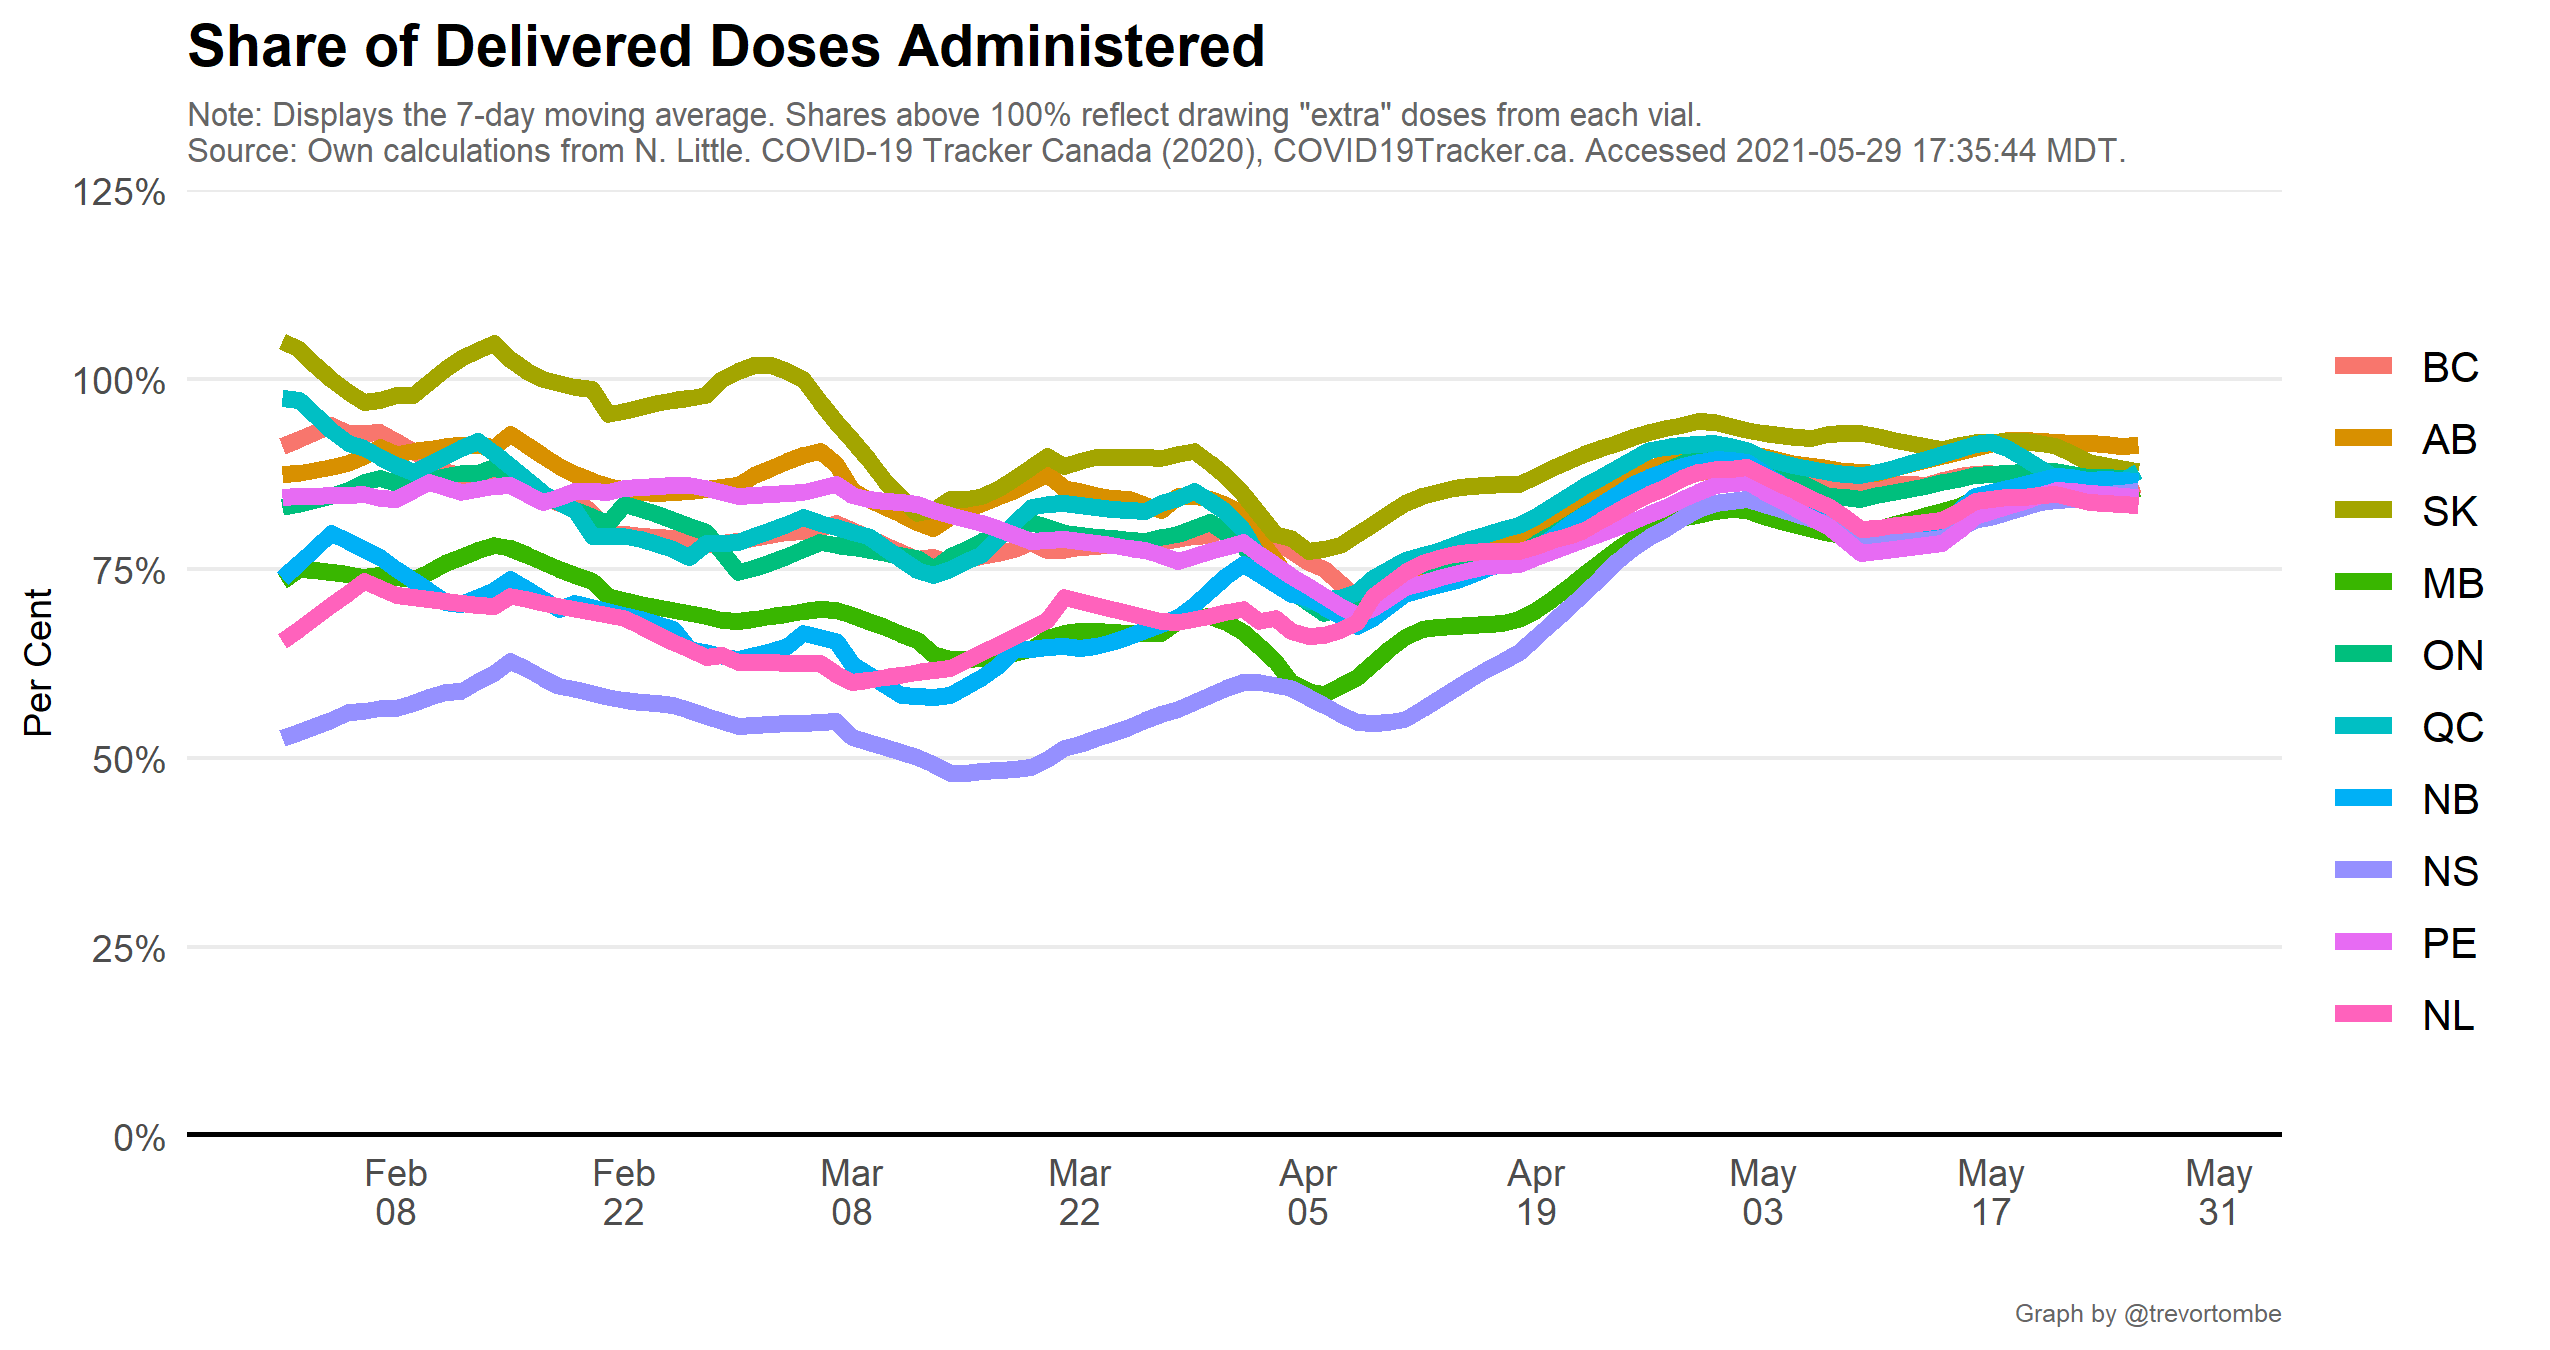 Share of Delivered Doses Administered
Note: Displays the 7-day moving average. Shares above 100% reflect drawing "extra" doses from each vial.
Source: Own calculations from N. Little. COVID-19 Tracker Canada (2020), COVID19Tracker.ca. Accessed 2021-05-29 17:35:44 MDT.
125%
100%
75%
50%
25%
0%
Per Cent
Feb
08
Feb
22
Mar
08
Mar
22
Apr
05
Apr
19
May
03
May
17
May
31
BC
AB
SK
MB
ON
QC
NB
NS
PE
NL
Graph by @trevortombe